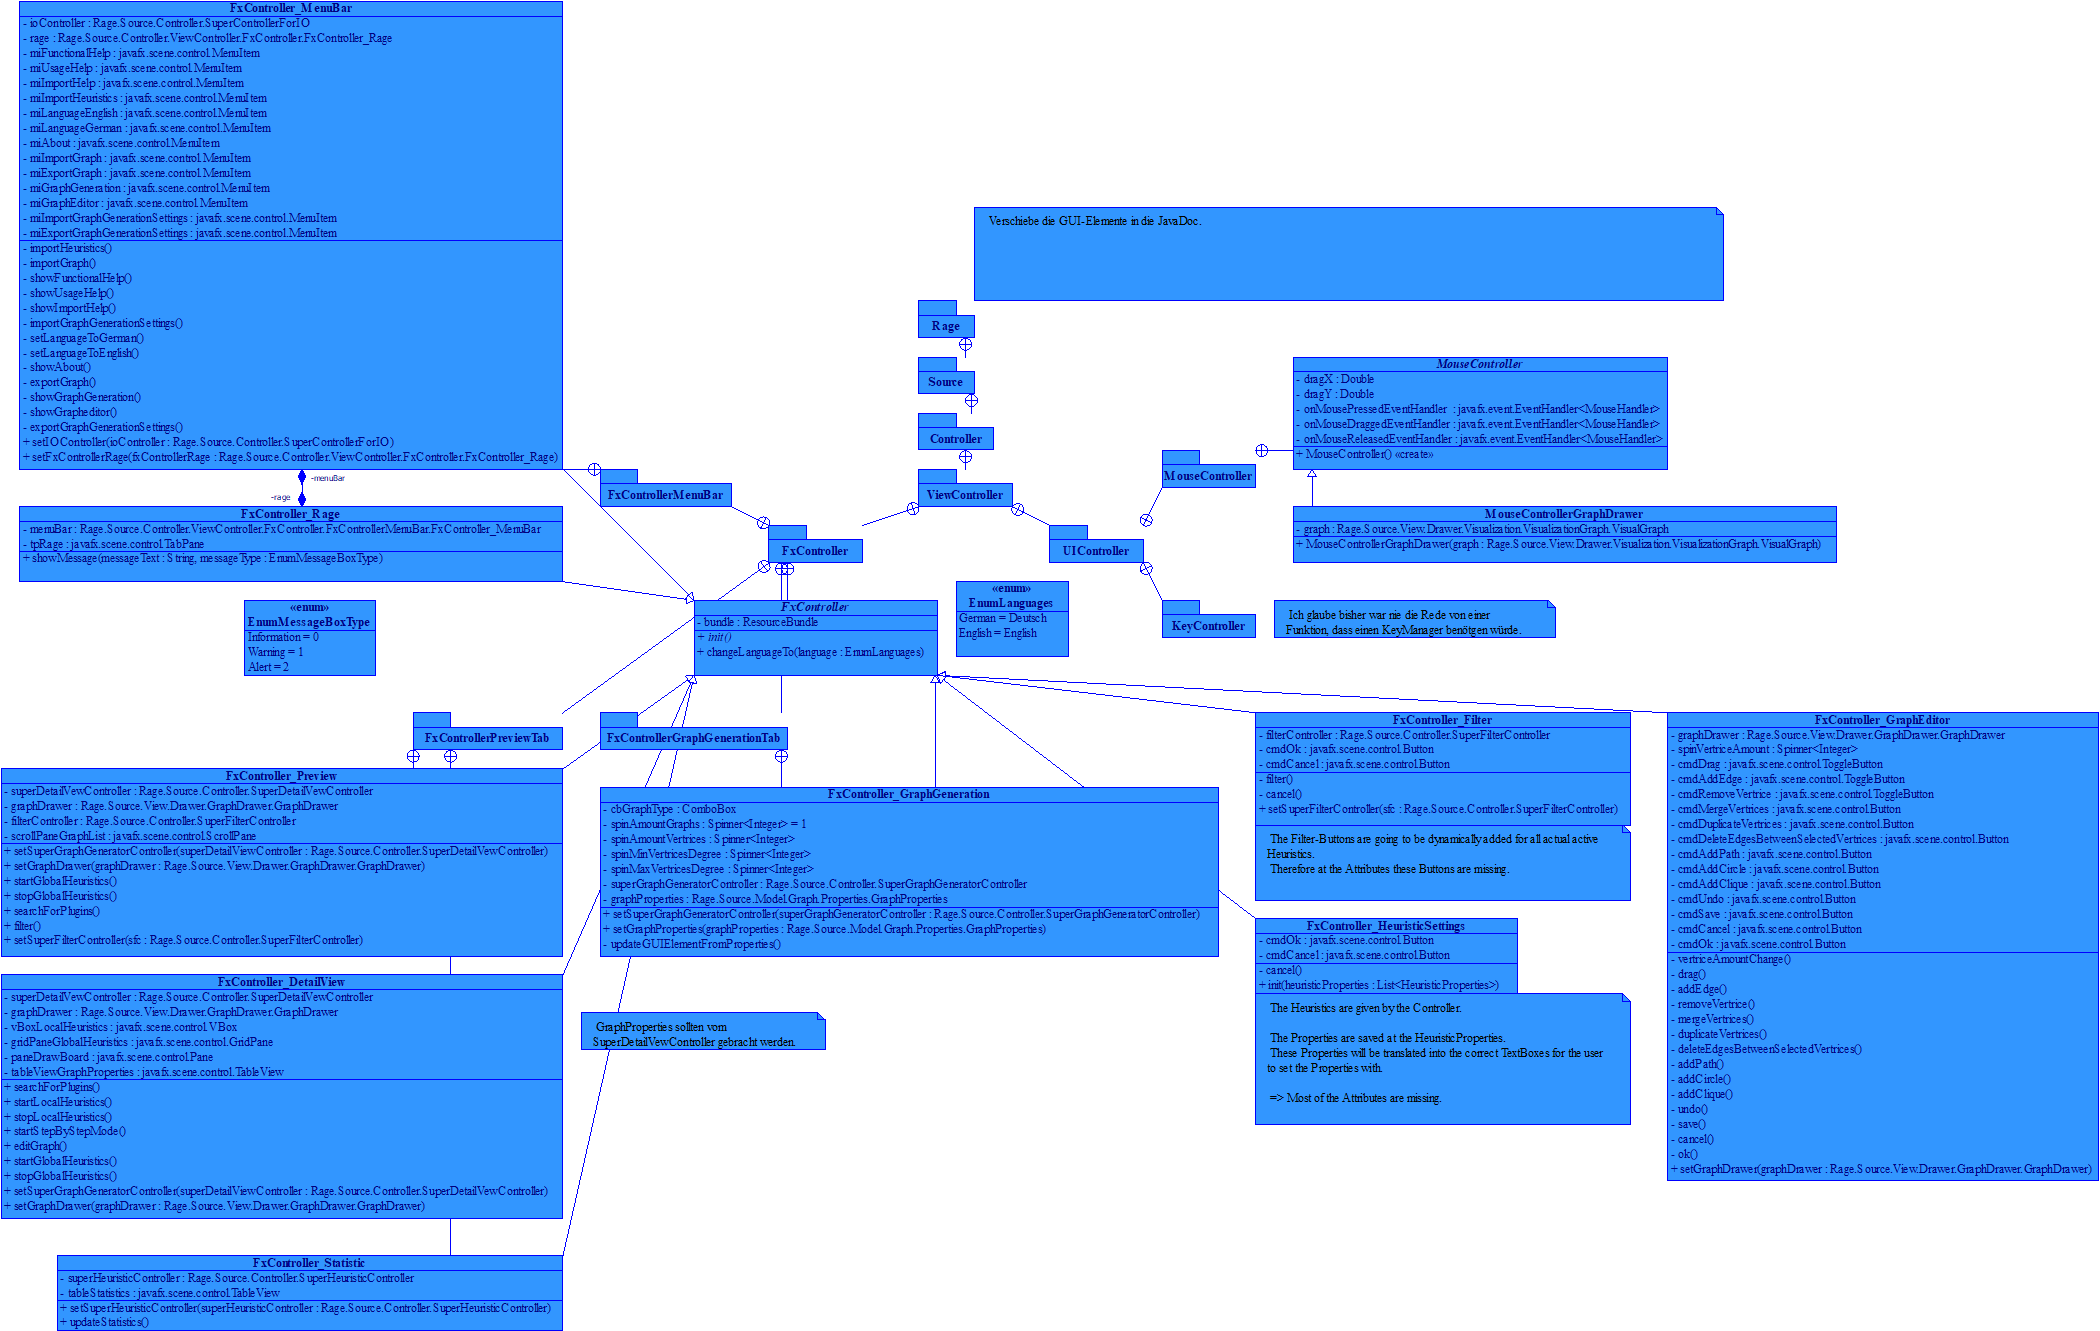 FxController_MenuBar
- ioController : Rage.Source.Controller.SuperControllerForIO
- rage : Rage.Source.Controller.ViewController.FxController.FxController_Rage
- miFunctionalHelp : javafx.scene.control.MenuItem
- miUsageHelp : javafx.scene.control.MenuItem
- miImportHelp : javafx.scene.control.MenuItem
- miImportHeuristics : javafx.scene.control.MenuItem
- miLanguageEnglish : javafx.scene.control.MenuItem
- miLanguageGerman : javafx.scene.control.MenuItem
- miAbout : javafx.scene.control.MenuItem
- miImportGraph : javafx.scene.control.MenuItem
- miExportGraph : javafx.scene.control.MenuItem
- miGraphGeneration : javafx.scene.control.MenuItem
- miGraphEditor : javafx.scene.control.MenuItem
- miImportGraphGenerationSettings : javafx.scene.control.MenuItem
- miExportGraphGenerationSettings : javafx.scene.control.MenuItem
- importHeuristics()
- importGraph()
- showFunctionalHelp()
- showUsageHelp()
- showImportHelp()
- importGraphGenerationSettings()
- setLanguageToGerman()
- setLanguageToEnglish()
- showAbout()
- exportGraph()
- showGraphGeneration()
- showGrapheditor()
- exportGraphGenerationSettings()
+ setIOController(ioController : Rage.Source.Controller.SuperControllerForIO)
+ setFxControllerRage(fxControllerRage : Rage.Source.Controller.ViewController.FxController.FxController_Rage)
-menuBar
-rage
FxController_Rage
- menuBar : Rage.Source.Controller.ViewController.FxController.FxControllerMenuBar.FxController_MenuBar
- tpRage : javafx.scene.control.TabPane
+ showMessage(messageText : String, messageType : EnumMessageBoxType)
«enum»
EnumMessageBoxType
Information = 0
Warning = 1
Alert = 2
Verschiebe die GUI-Elemente in die JavaDoc.
Rage
Source
Controller
ViewController
FxControllerMenuBar
FxController
UIController
MouseController
KeyController
MouseController
- dragX : Double
- dragY : Double
- onMousePressedEventHandler : javafx.event.EventHandler<MouseHandler>
- onMouseDraggedEventHandler : javafx.event.EventHandler<MouseHandler>
- onMouseReleasedEventHandler : javafx.event.EventHandler<MouseHandler>
+ MouseController() «create»
MouseControllerGraphDrawer
- graph : Rage.Source.View.Drawer.Visualization.VisualizationGraph.VisualGraph
+ MouseControllerGraphDrawer(graph : Rage.Source.View.Drawer.Visualization.VisualizationGraph.VisualGraph)
Ich glaube bisher war nie die Rede von einer
Funktion, dass einen KeyManager benötgen würde.
FxController
- bundle : ResourceBundle
+ init()
+ changeLanguageTo(language : EnumLanguages)
«enum»
EnumLanguages
German = Deutsch
English = English
FxControllerPreviewTab
FxControllerGraphGenerationTab
FxController_Preview
- superDetailVewController : Rage.Source.Controller.SuperDetailVewController
- graphDrawer : Rage.Source.View.Drawer.GraphDrawer.GraphDrawer
- filterController : Rage.Source.Controller.SuperFilterController
- scrollPaneGraphList : javafx.scene.control.ScrollPane
+ setSuperGraphGeneratorController(superDetailViewController : Rage.Source.Controller.SuperDetailVewController)
+ setGraphDrawer(graphDrawer : Rage.Source.View.Drawer.GraphDrawer.GraphDrawer)
+ startGlobalHeuristics()
+ stopGlobalHeuristics()
+ searchForPlugins()
+ filter()
+ setSuperFilterController(sfc : Rage.Source.Controller.SuperFilterController)
FxController_DetailView
- superDetailVewController : Rage.Source.Controller.SuperDetailVewController
- graphDrawer : Rage.Source.View.Drawer.GraphDrawer.GraphDrawer
- vBoxLocalHeuristics : javafx.scene.control.VBox
- gridPaneGlobalHeuristics : javafx.scene.control.GridPane
- paneDrawBoard : javafx.scene.control.Pane
- tableViewGraphProperties : javafx.scene.control.TableView
+ searchForPlugins()
+ startLocalHeuristics()
+ stopLocalHeuristics()
+ startStepByStepMode()
+ editGraph()
+ startGlobalHeuristics()
+ stopGlobalHeuristics()
+ setSuperGraphGeneratorController(superDetailViewController : Rage.Source.Controller.SuperDetailVewController)
+ setGraphDrawer(graphDrawer : Rage.Source.View.Drawer.GraphDrawer.GraphDrawer)
FxController_Statistic
- superHeuristicController : Rage.Source.Controller.SuperHeuristicController
- tableStatistics : javafx.scene.control.TableView
+ setSuperHeuristicController(superHeuristicController : Rage.Source.Controller.SuperHeuristicController)
+ updateStatistics()
FxController_GraphGeneration
- cbGraphType : ComboBox
- spinAmountGraphs : Spinner<Integer> = 1
- spinAmountVertices : Spinner<Integer>
- spinMinVerticesDegree : Spinner<Integer>
- spinMaxVerticesDegree : Spinner<Integer>
- superGraphGeneratorController : Rage.Source.Controller.SuperGraphGeneratorController
- graphProperties : Rage.Source.Model.Graph.Properties.GraphProperties
+ setSuperGraphGeneratorController(superGraphGeneratorController : Rage.Source.Controller.SuperGraphGeneratorController)
+ setGraphProperties(graphProperties : Rage.Source.Model.Graph.Properties.GraphProperties)
- updateGUIElementFromProperties()
GraphProperties sollten vom
SuperDetailVewController gebracht werden.
FxController_Filter
- filterController : Rage.Source.Controller.SuperFilterController
- cmdOk : javafx.scene.control.Button
- cmdCancel : javafx.scene.control.Button
- filter()
- cancel()
+ setSuperFilterController(sfc : Rage.Source.Controller.SuperFilterController)
The Filter-Buttons are going to be dynamically added for all actual active
Heuristics.
Therefore at the Attributes these Buttons are missing.
FxController_HeuristicSettings
- cmdOk : javafx.scene.control.Button
- cmdCancel : javafx.scene.control.Button
- cancel()
+ init(heuristicProperties : List<HeuristicProperties>)
The Heuristics are given by the Controller.
The Properties are saved at the HeuristicProperties.
These Properties will be translated into the correct TextBoxes for the user
to set the Properties with.
=> Most of the Attributes are missing.
FxController_GraphEditor
- graphDrawer : Rage.Source.View.Drawer.GraphDrawer.GraphDrawer
- spinVerticeAmount : Spinner<Integer>
- cmdDrag : javafx.scene.control.ToggleButton
- cmdAddEdge : javafx.scene.control.ToggleButton
- cmdRemoveVertice : javafx.scene.control.ToggleButton
- cmdMergeVertices : javafx.scene.control.Button
- cmdDuplicateVertices : javafx.scene.control.Button
- cmdDeleteEdgesBetweenSelectedVertices : javafx.scene.control.Button
- cmdAddPath : javafx.scene.control.Button
- cmdAddCircle : javafx.scene.control.Button
- cmdAddClique : javafx.scene.control.Button
- cmdUndo : javafx.scene.control.Button
- cmdSave : javafx.scene.control.Button
- cmdCancel : javafx.scene.control.Button
- cmdOk : javafx.scene.control.Button
- verticeAmountChange()
- drag()
- addEdge()
- removeVertice()
- mergeVertices()
- duplicateVertices()
- deleteEdgesBetweenSelectedVertices()
- addPath()
- addCircle()
- addClique()
- undo()
- save()
- cancel()
- ok()
+ setGraphDrawer(graphDrawer : Rage.Source.View.Drawer.GraphDrawer.GraphDrawer)